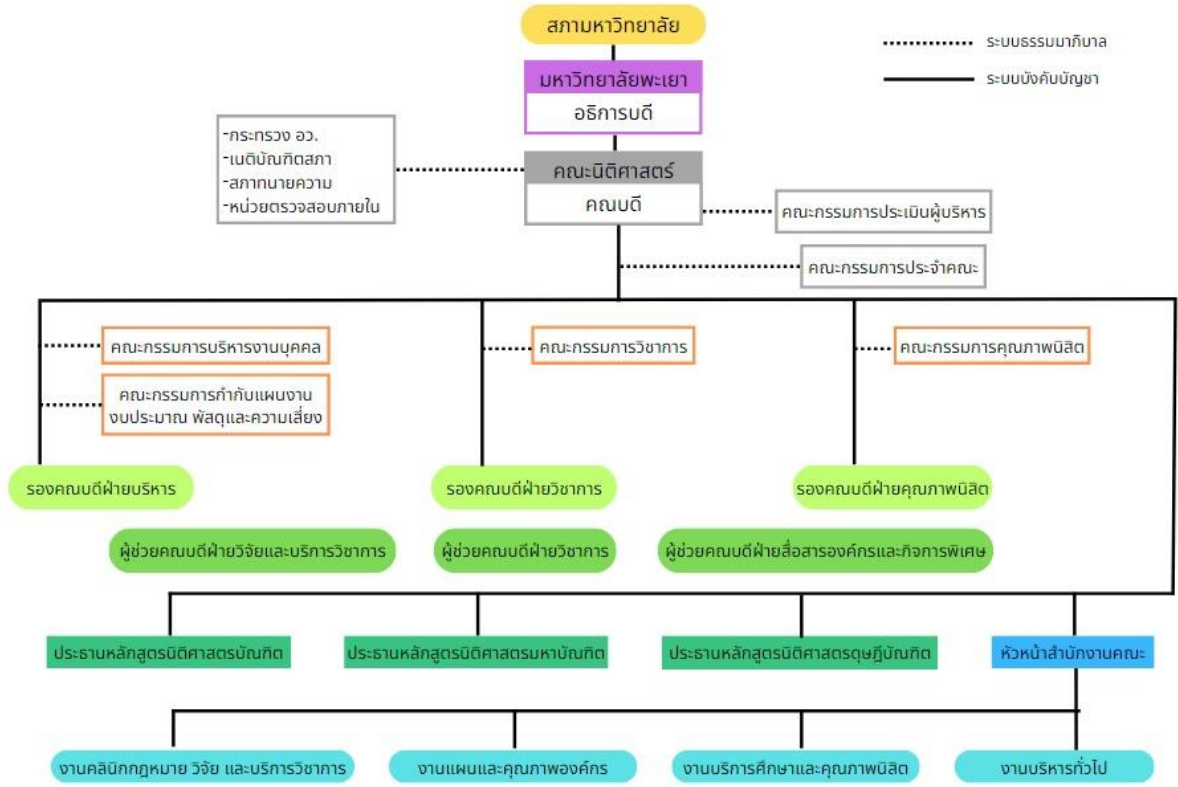 สภามหาวิทยาลัย
ระบบธรรมมาภิบาล
ระบบบังคับบัญชา
มหาวิทยาลัยพะเยา
อธิการบดี
-กระทรวง อว.
-เนติบัณฑิตสภา
-สภาทนายความ
-หน่วยตรวจสอบภายใน
คณะนิติศาสตร์
คณบดี
คณะกรรมการประเมินผู้บริหาร
คณะกรรมการประจำคณะ
คณะกรรมการบริหารงานบุคคล
คณะกรรมการวิชาการ
คณะกรรมการคุณภาพนิสิต
คณะกรรมการกำกับแผนงาน
งบประมาณ พัสดุและความเสี่ยง
รองคณบดีฝ่ายบริหาร
รองคณบดีฝ่ายวิชาการ
รองคณบดีฝ่ายคุณภาพนิสิต
ผู้ช่วยคณบดีฝ่ายวิจัยและบริการวิชาการ
ผู้ช่วยคณบดีฝ่ายวิชาการ
ผู้ช่วยคณบดีฝ่ายสื่อสารองค์กรและกิจการพิเศษ
ประธานหลักสูตรนิติศาสตรบัณฑิต
ประธานหลักสูตรนิติศาสตรมหาบัณฑิต
ประธานหลักสูตรนิติศาสตรดุษฎีบัณฑิต
หัวหน้าสำนักงานคณะ
งานคลินิกกฎหมาย วิจัย และบริการวิชาการ
งานแผนและคุณภาพองค์กร
งานบริการศึกษาและคุณภาพนิสิต
งานบริหารทั่วไป